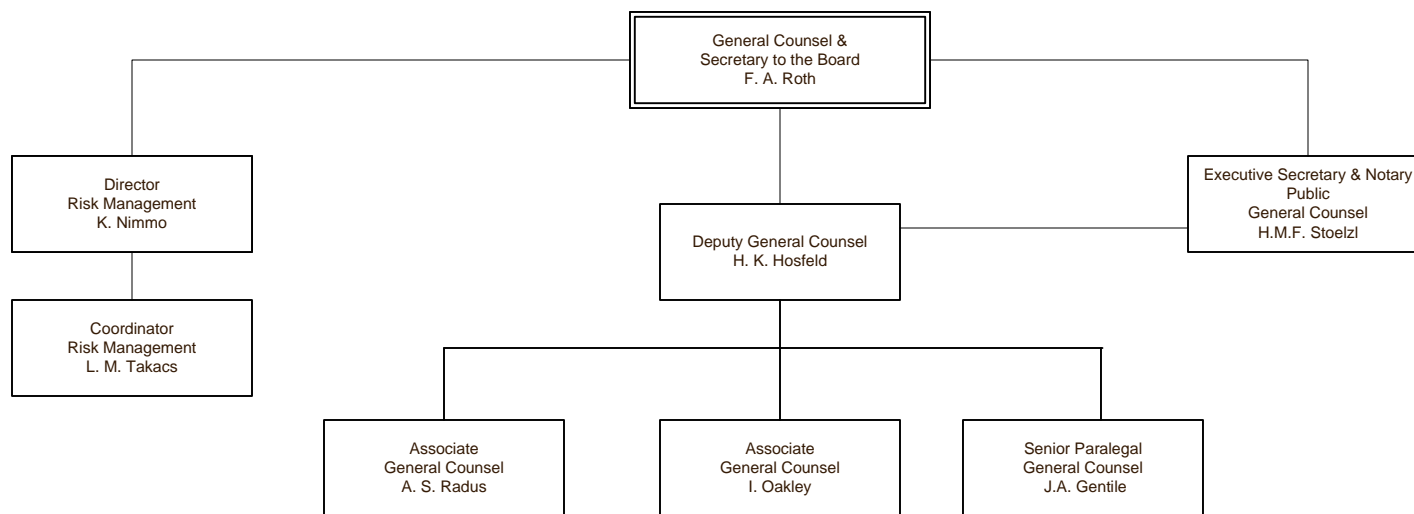 General Counsel &
Secretary to the Board
F. A. Roth
Director
Risk Management
K. Nimmo
Executive Secretary & Notary
Public
General Counsel
H.M.F. Stoelzl
Deputy General Counsel
H. K. Hosfeld
Coordinator
Risk Management
L. M. Takacs
Associate
General Counsel
A. S. Radus
Associate
General Counsel
I. Oakley
Senior Paralegal
General Counsel
J.A. Gentile